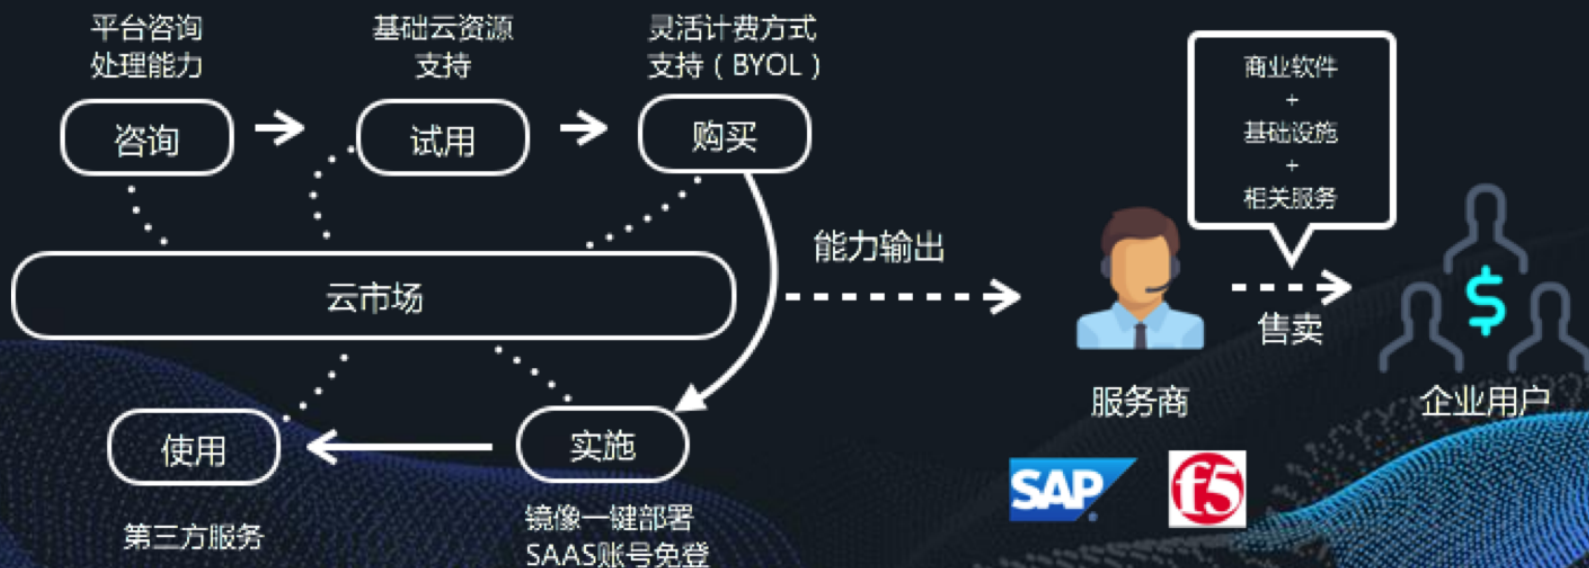 平台咨询
处理能力
基础云资源
支持
灵活计费方式
支持（BYOL）
咨询
试用
购买
云市场
使用
实施
第三方服务
镜像一键部署
SAAS账号免登
能力输出
商业软件
+
基础设施
+
相关服务
售卖
$
服务商
企业用户
SAP
f5